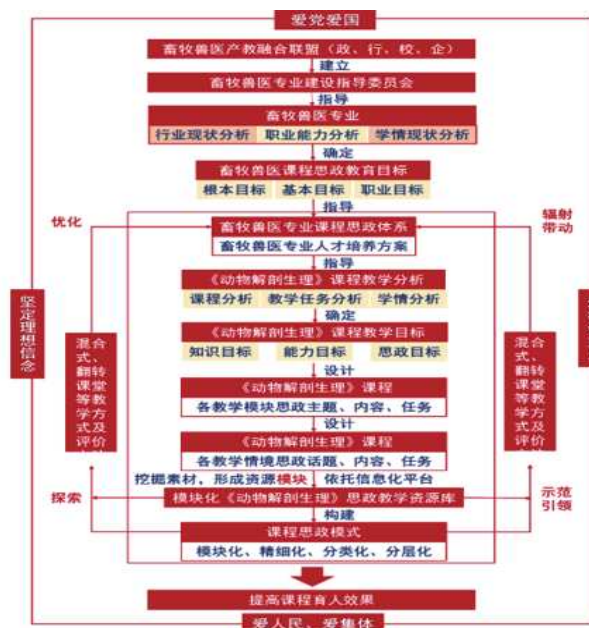 爱党爱国
畜牧兽医产教融合联盟（政、行、校、企）
建立
畜牧兽医专业建设指导委员会
指导
畜牧兽医专业
行业现状分析 职业能力分析 学情现状分析
确定
畜牧兽医课程思政教育目标
根本目标 基本目标 职业目标
指导
优化
辐射
带动
畜牧兽医专业课程思政体系
畜牧兽医专业人才培养方案
指导
《动物解剖生理》课程教学分析
课程分析 教学任务分析 学情分析
确定
《动物解剖生理》课程教学目标
知识目标 能力目标 思政目标
设计
《动物解剖生理》课程
各教学模块思政主题、内容、任务
设计
《动物解剖生理》课程
各教学情境思政话题、内容、任务
挖掘素材，形成资源模块 依托信息化平台
模块化《动物解剖生理》思政教学资源库
构建
课程思政模式
模块化、精细化、分类化、分层化
探索
示范
引领
坚定理想信念
混合
式、
翻转
课堂
等教
学方
式及
评价
混合
式、
翻转
课堂
等教
学方
式及
评价
提高课程育人效果
爱人民、爱集体